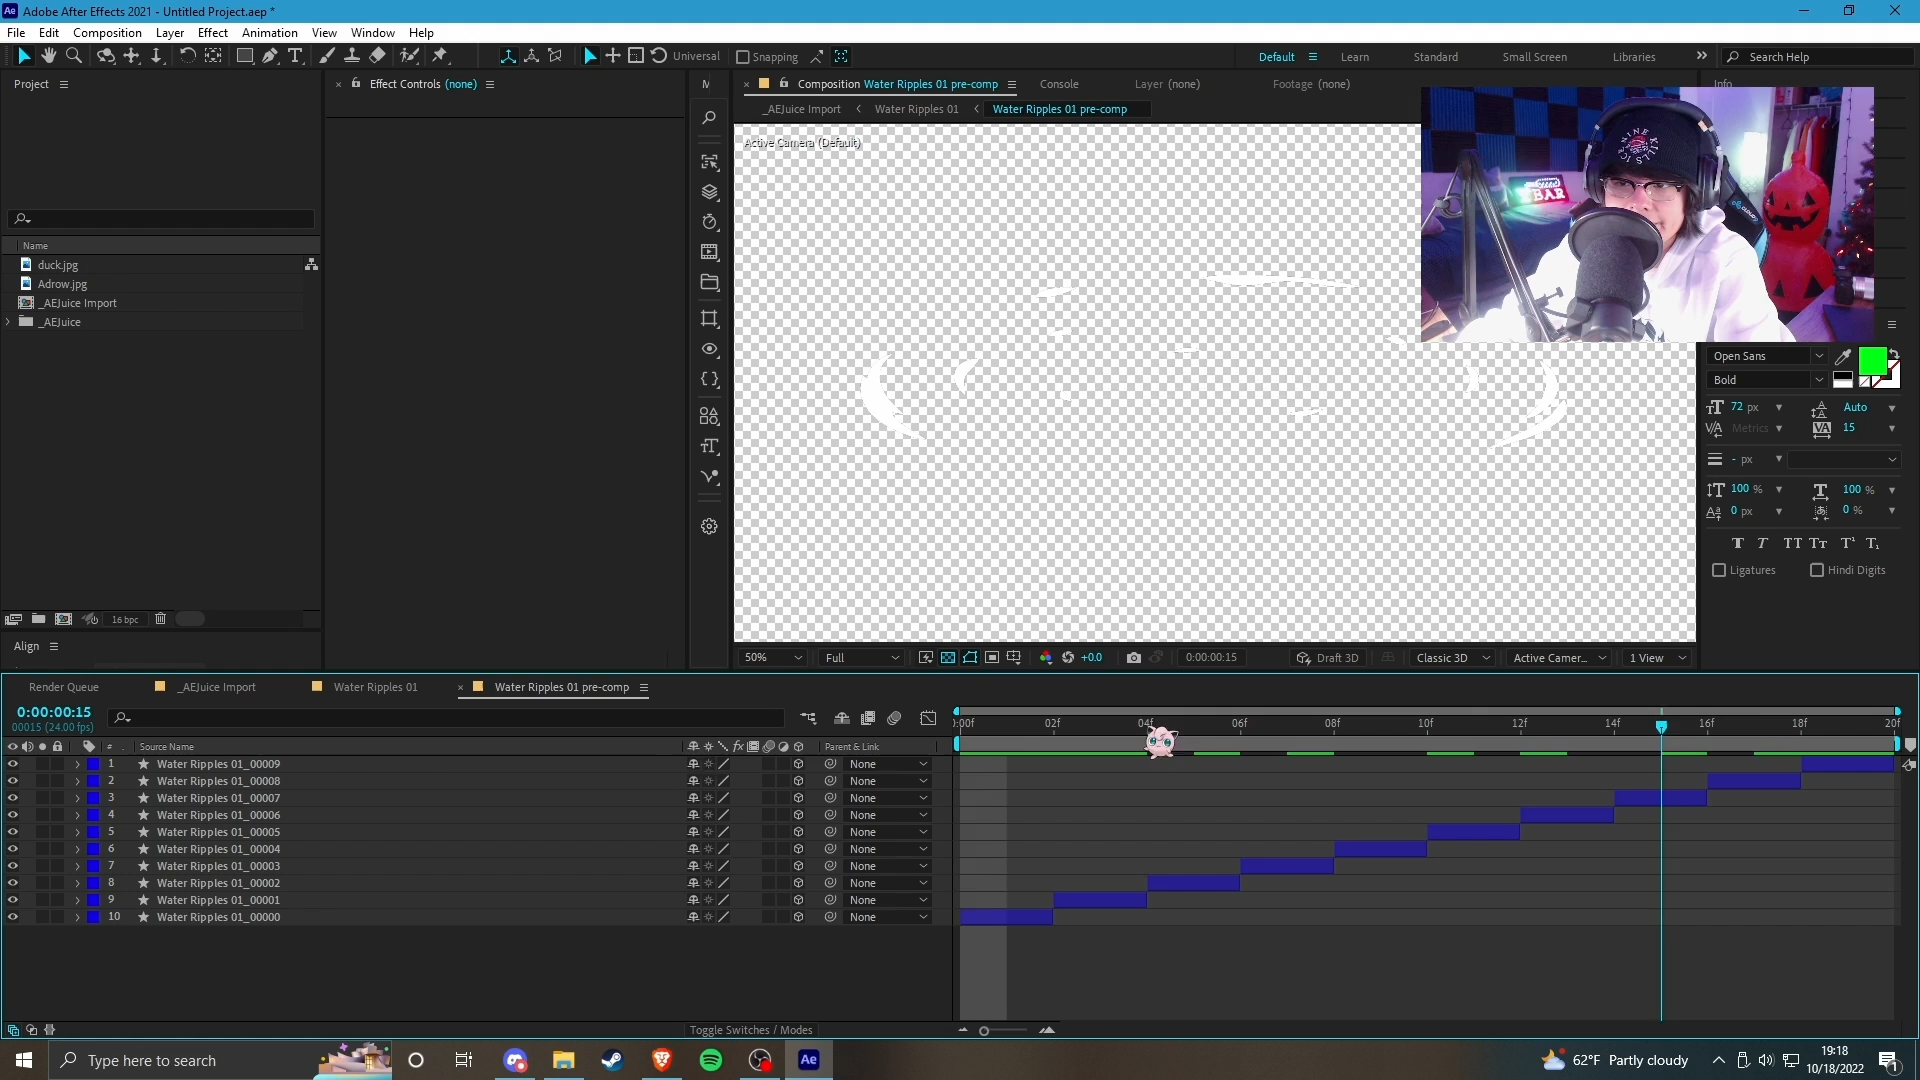 Adobe After Effects 2021 - Untitled Project.aep *
File Edit Composition Layer Effect Animation View Window Help
Universal Snapping Default Learn Standard Small Screen Libraries Search Help
Project
Effect Controls (none)
Composition Water Ripples 01 pre-comp
Console
Layer (none)
Footage (none)
Info
_AEJuice Import
Water Ripples 01
Water Ripples 01 pre-comp
Active Camera (Default)
ICE NINE KILLS
BAR
Name
duck.jpg
Adrow.jpg
_AEJuice Import
_AEJuice
Open Sans
Bold
72 px Auto
Metrics 15
- px
100 % 100 %
0 px 0 %
Ligatures Hindi Digits
16 bpc
Align
50% Full +0.0 0:00:00:15 Draft 3D Classic 3D Active Camer... 1 View
Render Queue _AEJuice Import Water Ripples 01 Water Ripples 01 pre-comp
0:00:00:15
00015 (24.00 fps)
:00f 02f 04f 06f 08f 10f 12f 14f 16f 18f 20f
# Source Name Parent & Link
1 Water Ripples 01_00009 None
2 Water Ripples 01_00008 None
3 Water Ripples 01_00007 None
4 Water Ripples 01_00006 None
5 Water Ripples 01_00005 None
6 Water Ripples 01_00004 None
7 Water Ripples 01_00003 None
8 Water Ripples 01_00002 None
9 Water Ripples 01_00001 None
10 Water Ripples 01_00000 None
Toggle Switches / Modes
Type here to search
Ae
62°F Partly cloudy
19:18
10/18/2022
1